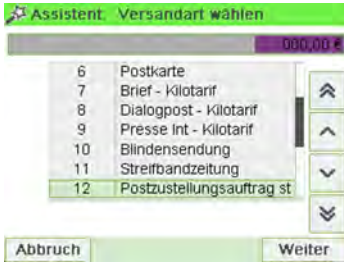 Assistent: Versandart wählen
000,00 €
6 Postkarte
7 Brief - Kilotarif
8 Dialogpost - Kilotarif
9 Presse Int - Kilotarif
10 Blindensendung
11 Streifbandzeitung
12 Postzustellungsauftrag st
Abbruch Weiter